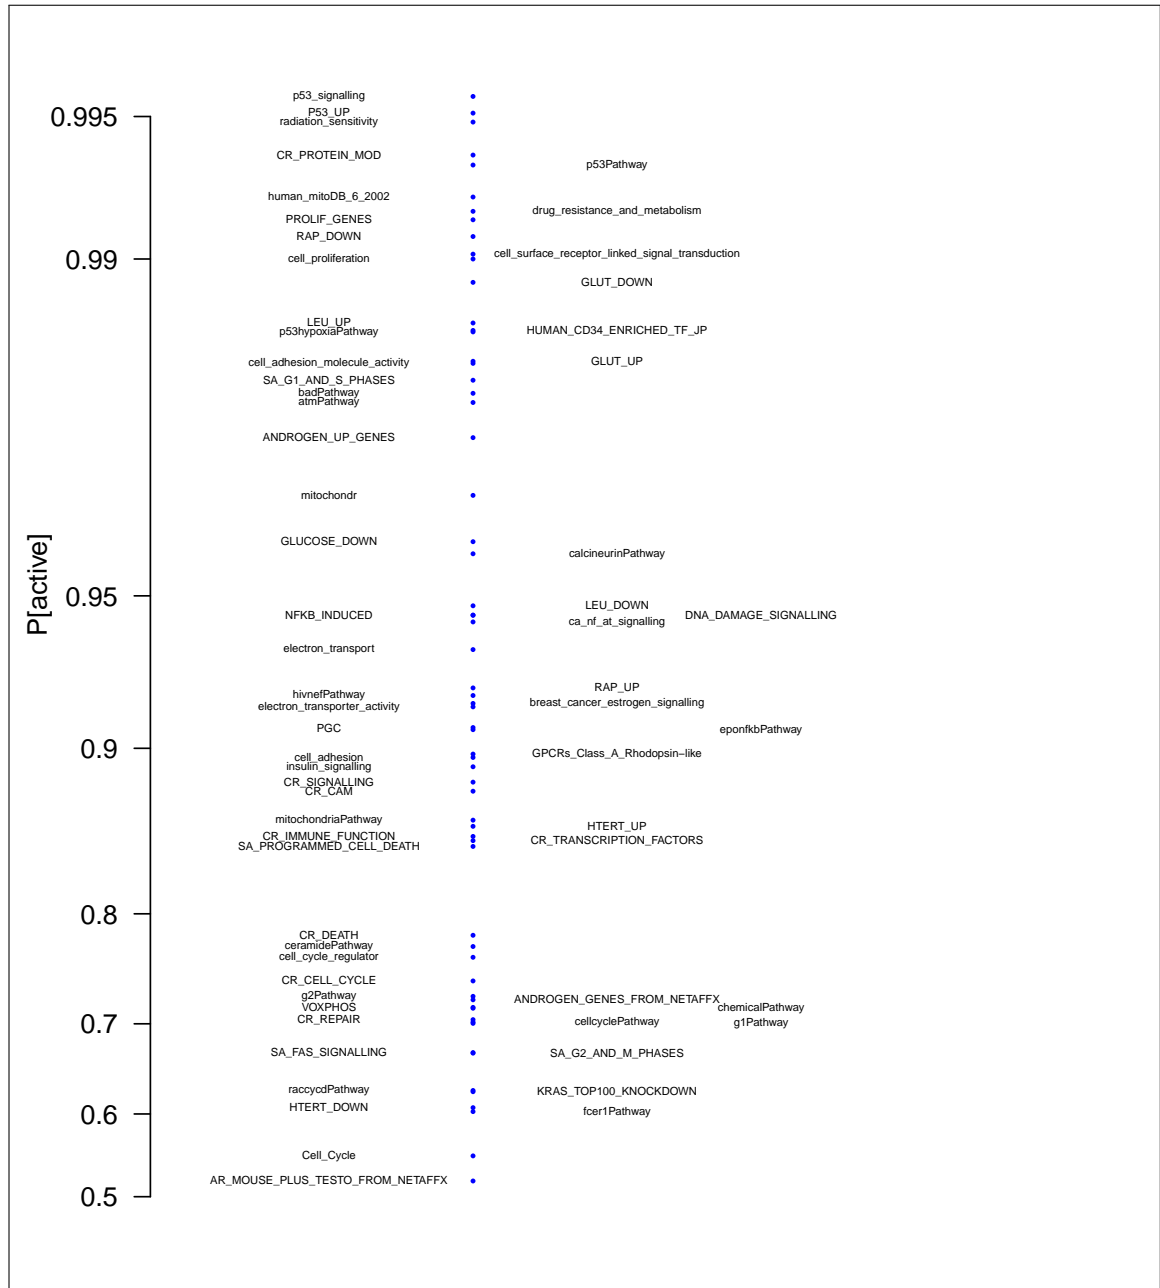 p53_signalling
0.995
P53_UP
radiation_sensitivity
CR_PROTEIN_MOD
p53Pathway
human_mitoDB_6_2002
drug_resistance_and_metabolism
PROLIF_GENES
RAP_DOWN
cell_surface_receptor_linked_signal_transduction
0.99
cell_proliferation
GLUT_DOWN
LEU_UP
p53hypoxiaPathway
HUMAN_CD34_ENRICHED_TF_JP
cell_adhesion_molecule_activity
GLUT_UP
SA_G1_AND_S_PHASES
badPathway
atmPathway
ANDROGEN_UP_GENES
mitochondr
GLUCOSE_DOWN
calcineurinPathway
P[active]
0.95
LEU_DOWN
NFKB_INDUCED
DNA_DAMAGE_SIGNALLING
ca_nf_at_signalling
electron_transport
RAP_UP
hivnefPathway
breast_cancer_estrogen_signalling
electron_transporter_activity
PGC
eponfkbPathway
0.9
GPCRs_Class_A_Rhodopsin−like
cell_adhesion
insulin_signalling
CR_SIGNALLING
CR_CAM
mitochondriaPathway
HTERT_UP
CR_IMMUNE_FUNCTION
CR_TRANSCRIPTION_FACTORS
SA_PROGRAMMED_CELL_DEATH
0.8
CR_DEATH
ceramidePathway
cell_cycle_regulator
CR_CELL_CYCLE
g2Pathway
ANDROGEN_GENES_FROM_NETAFFX
VOXPHOS
chemicalPathway
CR_REPAIR
cellcyclePathway
g1Pathway
0.7
SA_FAS_SIGNALLING
SA_G2_AND_M_PHASES
raccycdPathway
KRAS_TOP100_KNOCKDOWN
HTERT_DOWN
fcer1Pathway
0.6
Cell_Cycle
AR_MOUSE_PLUS_TESTO_FROM_NETAFFX
0.5